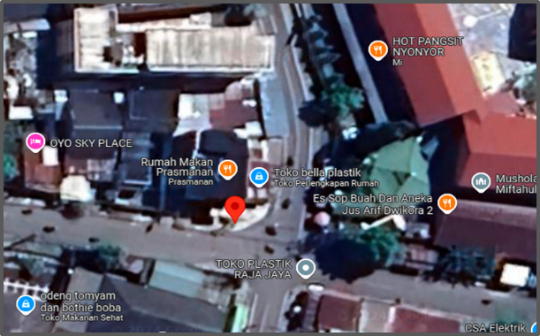 HOT PANGSIT
NYONYOR
Mi
OYO SKY PLACE
Rumah Makan
Prasmanan
Prasmanan
Toko bella plastik
Toko Perlengkapan Rumah
Mushola
Miftahul
Es Sop Buah Dan Aneka
Jus Arif Dwikora 2
TOKO PLASTIK
RAJA JAYA
odeng tomyam
dan bothie boba
Toko Makanan Sehat
CSA Elektrik